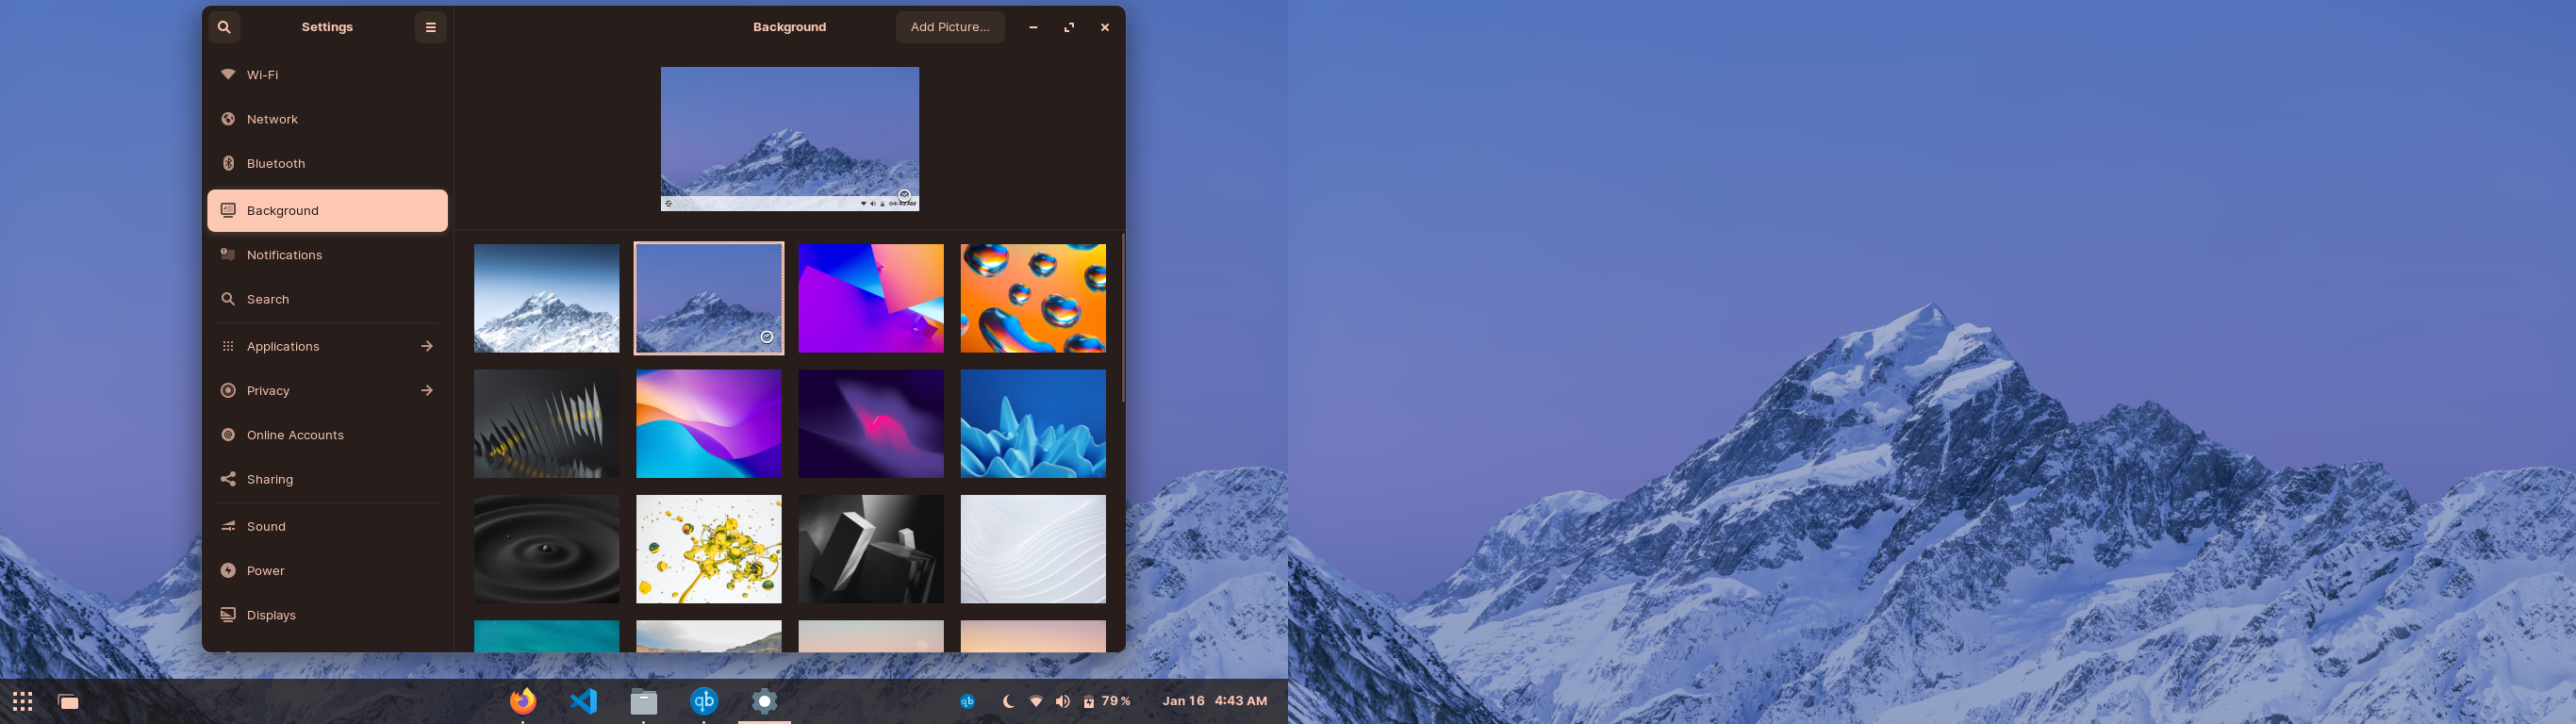 Settings
Background
Add Picture…
Wi-Fi
Network
Bluetooth
Background
Notifications
Search
Applications
Privacy
Online Accounts
Sharing
Sound
Power
Displays
qb
qb
79 %
Jan 16 4:43 AM